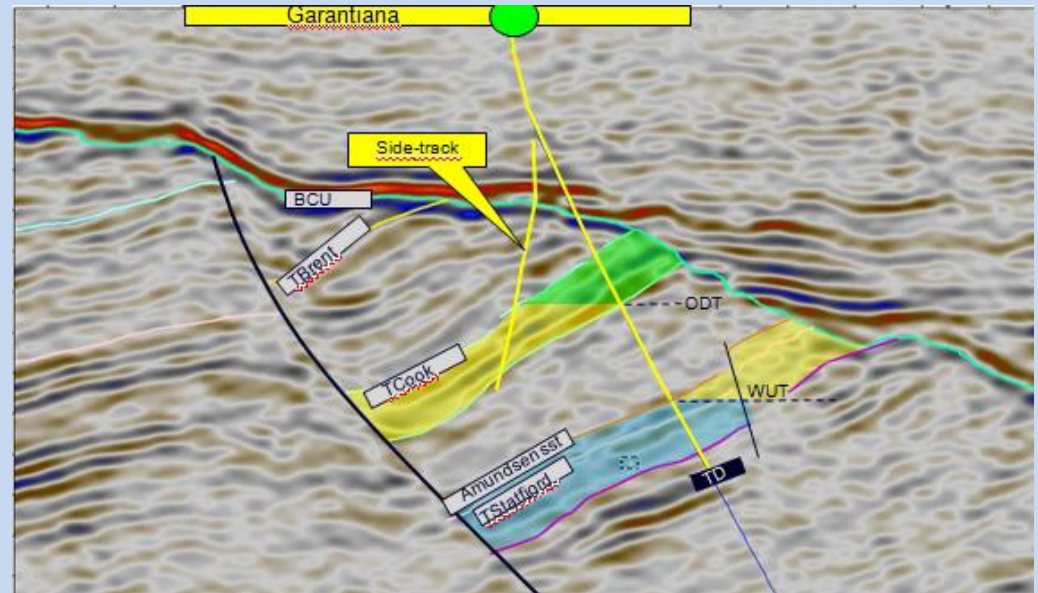 Garantiana
Side-track
BCU
TBrent
ODT
TCook
WUT
Amundsen sst
TStatfjord
TD